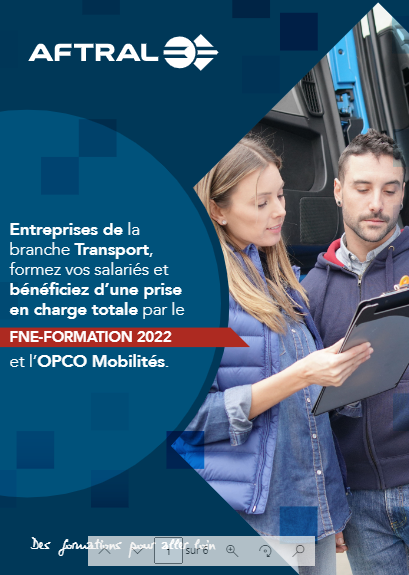 AFTRAL
Entreprises de la
branche Transport,
formez vos salariés et
bénéficiez d'une prise
en charge totale par le
FNE-FORMATION 2022
et l'OPCO Mobilités.
Des formations pour aller loin
1 sur 6